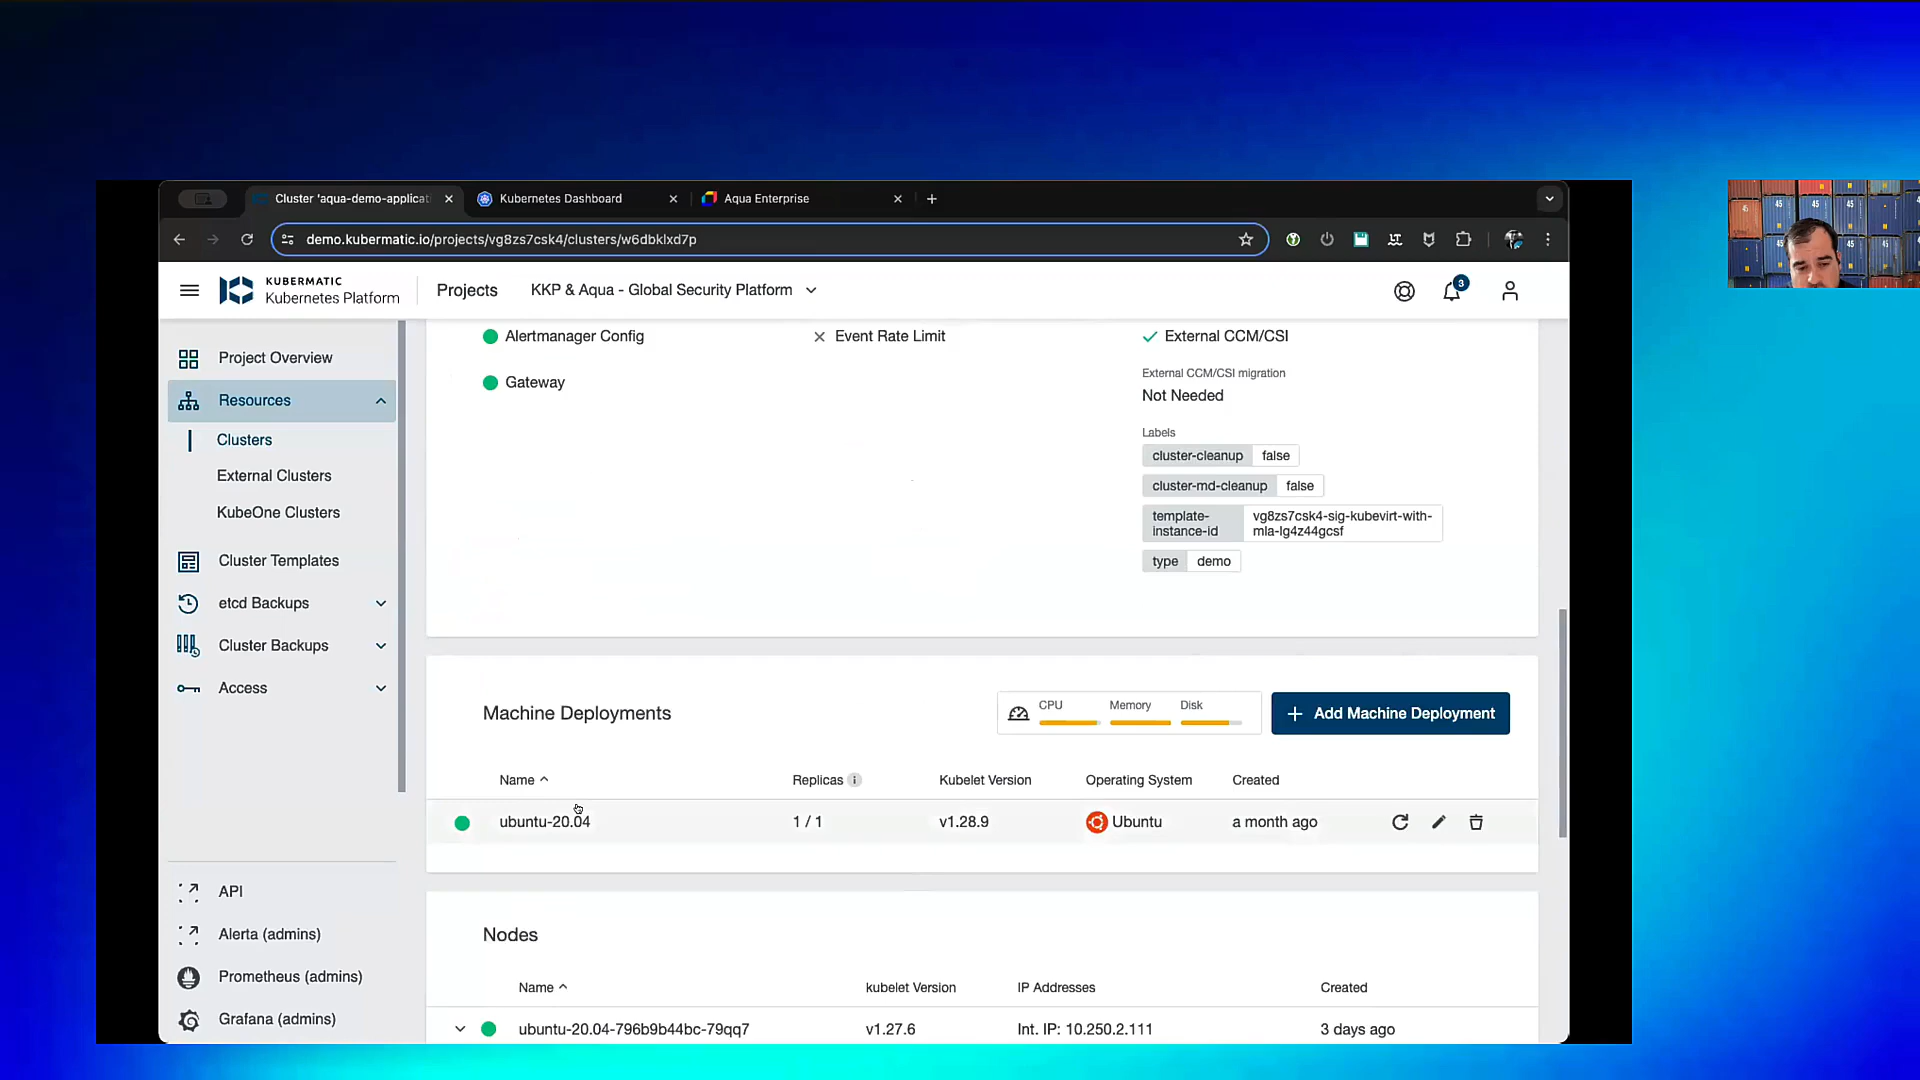 Cluster 'aqua-demo-applicati
Kubernetes Dashboard
Aqua Enterprise
demo.kubermatic.io/projects/vg8zs7csk4/clusters/w6dbklxd7p
KUBERMATIC
Kubernetes Platform
Projects
KKP & Aqua - Global Security Platform
3
Project Overview
Resources
Clusters
External Clusters
KubeOne Clusters
Cluster Templates
etcd Backups
Cluster Backups
Access
API
Alerta (admins)
Prometheus (admins)
Grafana (admins)
Alertmanager Config
Event Rate Limit
External CCM/CSI
Gateway
External CCM/CSI migration
Not Needed
Labels
cluster-cleanup false
cluster-md-cleanup false
template-instance-id vg8zs7csk4-sig-kubevirt-with-
mla-lg4z44gcsf
type demo
Machine Deployments
CPU Memory Disk
+ Add Machine Deployment
Name Replicas Kubelet Version Operating System Created
ubuntu-20.04 1 / 1 v1.28.9 Ubuntu a month ago
Nodes
Name kubelet Version IP Addresses Created
ubuntu-20.04-796b9b44bc-79qq7 v1.27.6 Int. IP: 10.250.2.111 3 days ago
45 45 45
45